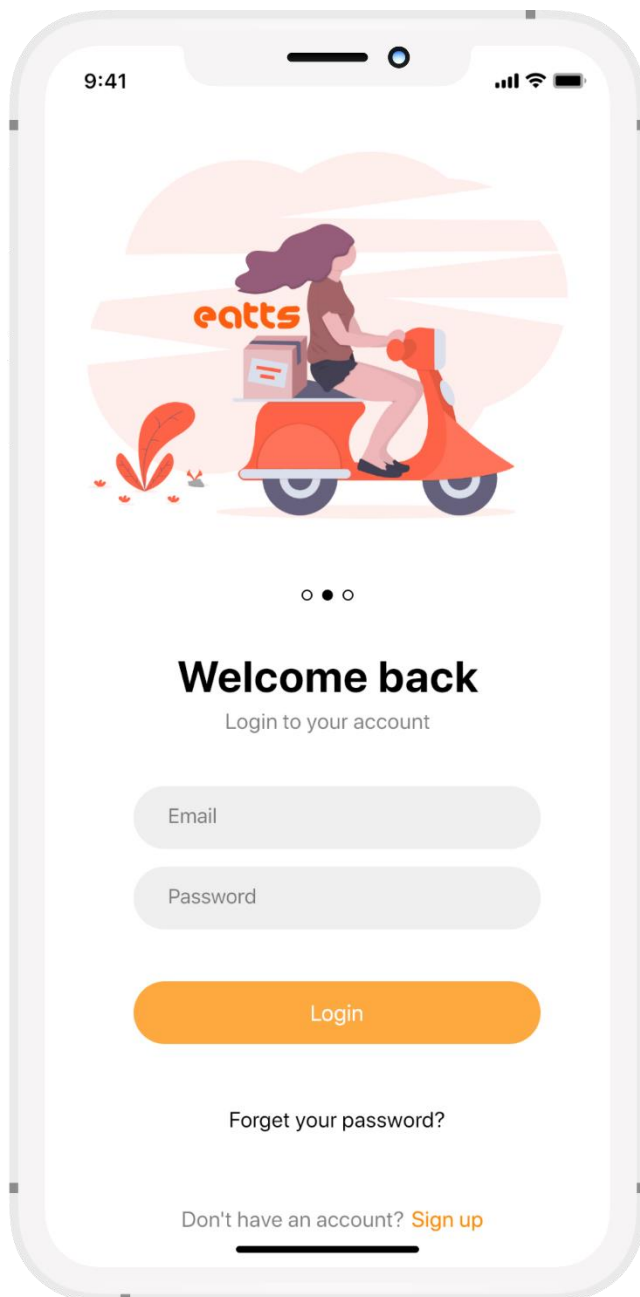 9:41
eatts
Welcome back
Login to your account
Email
Password
Login
Forget your password?
Don't have an account? Sign up